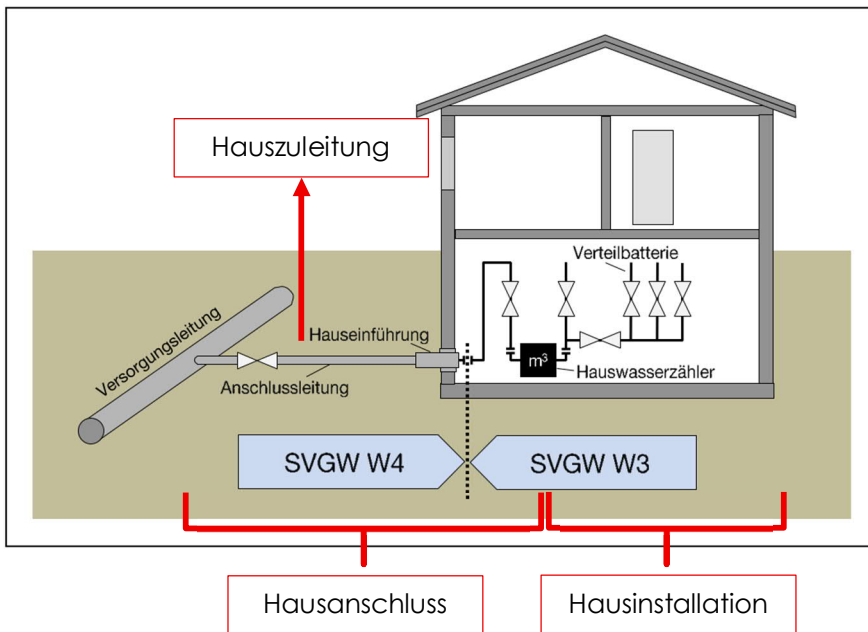 Hauszuleitung
Verteilbatterie
Versorgungsleitung
Hauseinführung
Anschlussleitung
m³
Hauswasserzähler
SVGW W4
SVGW W3
Hausanschluss
Hausinstallation